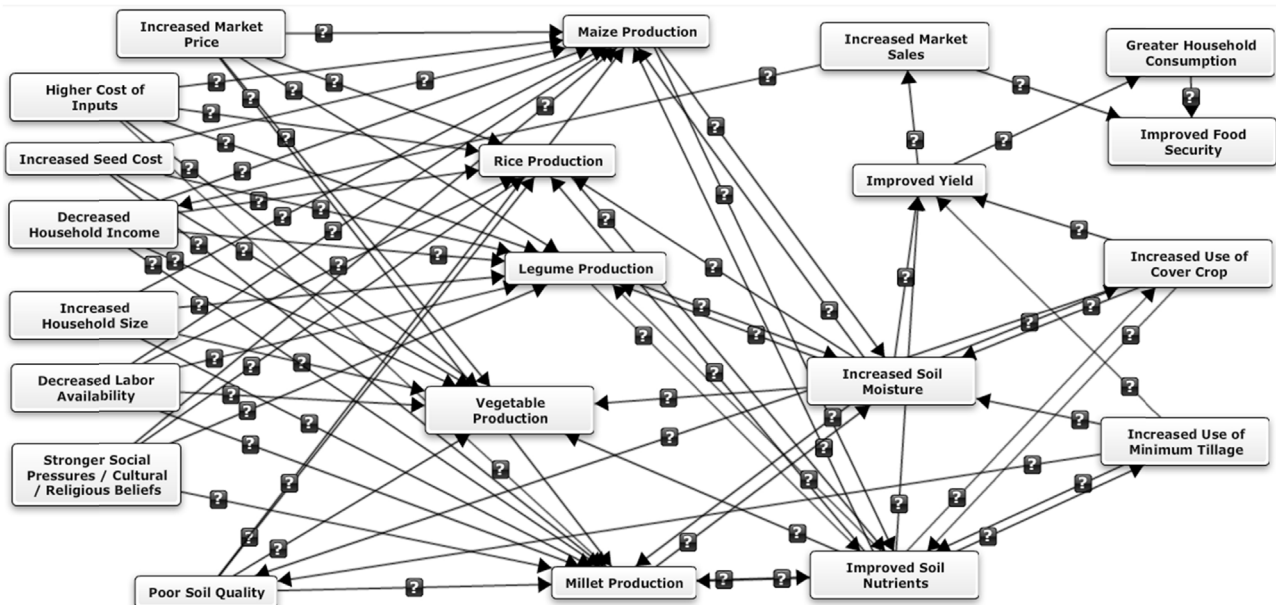 Increased Market
Price
Maize Production
Increased Market
Sales
Greater Household
Consumption
Higher Cost of
Inputs
Improved Food
Security
Increased Seed Cost
Rice Production
Improved Yield
Decreased
Household Income
Legume Production
Increased Use of
Cover Crop
Increased
Household Size
Decreased Labor
Availability
Increased Soil
Moisture
Vegetable
Production
Increased Use of
Minimum Tillage
Stronger Social
Pressures / Cultural
/ Religious Beliefs
Poor Soil Quality
Millet Production
Improved Soil
Nutrients